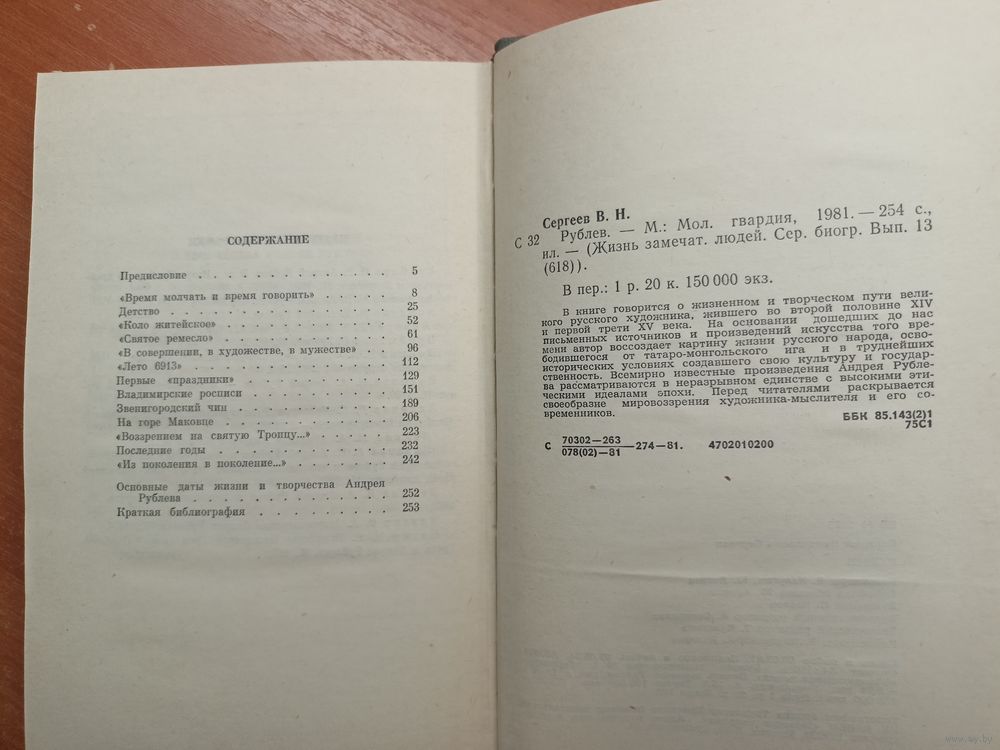 СОДЕРЖАНИЕ
Предисловие . . . . . . . . . . . . . 5
«Время молчать и время говорить» . . . . . 8
Детство . . . . . . . . . . . . . . . 25
«Коло житейское» . . . . . . . . . . . 52
«Святое ремесло» . . . . . . . . . . . 61
«В совершении, в художестве, в мужестве» . . . 96
«Лето 6913» . . . . . . . . . . . . . 112
Первые «праздники» . . . . . . . . . . 129
Владимирские росписи . . . . . . . . . 151
Звенигородский чин . . . . . . . . . . 189
На горе Маковце . . . . . . . . . . . 206
«Воззрением на святую Троицу...» . . . . . 223
Последние годы . . . . . . . . . . . . 232
«Из поколения в поколение...» . . . . . . 242
Основные даты жизни и творчества Андрея
Рублева . . . . . . . . . . . . . 252
Краткая библиография . . . . . . . . . 253
Сергеев В. Н.
С 32 Рублев. — М.: Мол. гвардия, 1981. — 254 с.,
ил. — (Жизнь замечат. людей. Сер. биогр. Вып. 13
(618)).
В пер.: 1 р. 20 к. 150 000 экз.
В книге говорится о жизненном и творческом пути вели-
кого русского художника, жившего во второй половине XIV
и первой трети XV века. На основании дошедших до нас
письменных источников и произведений искусства того вре-
мени автор воссоздает картину жизни русского народа, осво-
бодившегося от татаро-монгольского ига и в труднейших
исторических условиях создавшего свою культуру и государ-
ственность. Всемирно известные произведения Андрея Рубле-
ва рассматриваются в неразрывном единстве с высокими эти-
ческими идеалами эпохи. Перед читателями раскрывается
своеобразие мировоззрения художника-мыслителя и его со-
временников.
ББК 85.143(2)1
75С1
С 70302—263
078(02)—81 —274—81. 4702010200
www.ay.by